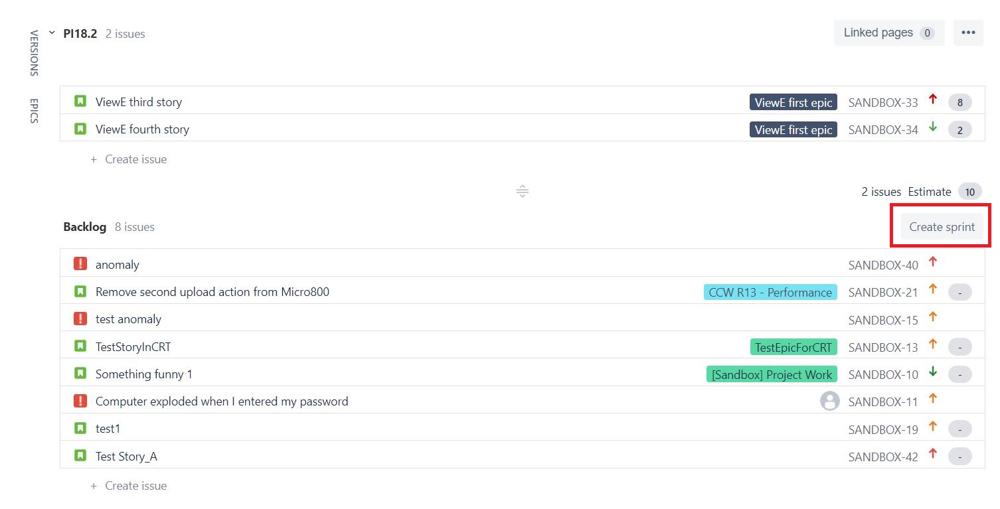 VERSIONS
EPICS
PI18.2 2 issues Linked pages 0 •••
ViewE third story ViewE first epic SANDBOX-33 8
ViewE fourth story ViewE first epic SANDBOX-34 2
+ Create issue
2 issues Estimate 10
Backlog 8 issues Create sprint
anomaly SANDBOX-40
Remove second upload action from Micro800 CCW R13 - Performance SANDBOX-21 -
test anomaly SANDBOX-15
TestStoryInCRT TestEpicForCRT SANDBOX-13 -
Something funny 1 [Sandbox] Project Work SANDBOX-10 -
Computer exploded when I entered my password SANDBOX-11
test1 SANDBOX-19 -
Test Story_A SANDBOX-42 -
+ Create issue